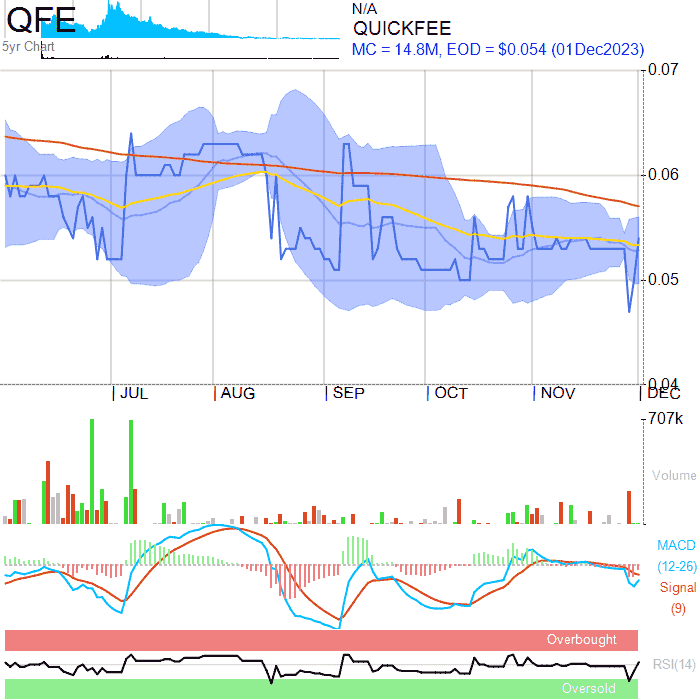 QFE
5yr Chart
N/A
QUICKFEE
MC = 14.8M, EOD = $0.054 (01Dec2023)
0.07
0.06
0.05
0.04
JUL AUG SEP OCT NOV DEC
707k
Volume
MACD
(12-26)
Signal
(9)
Overbought
RSI(14)
Oversold